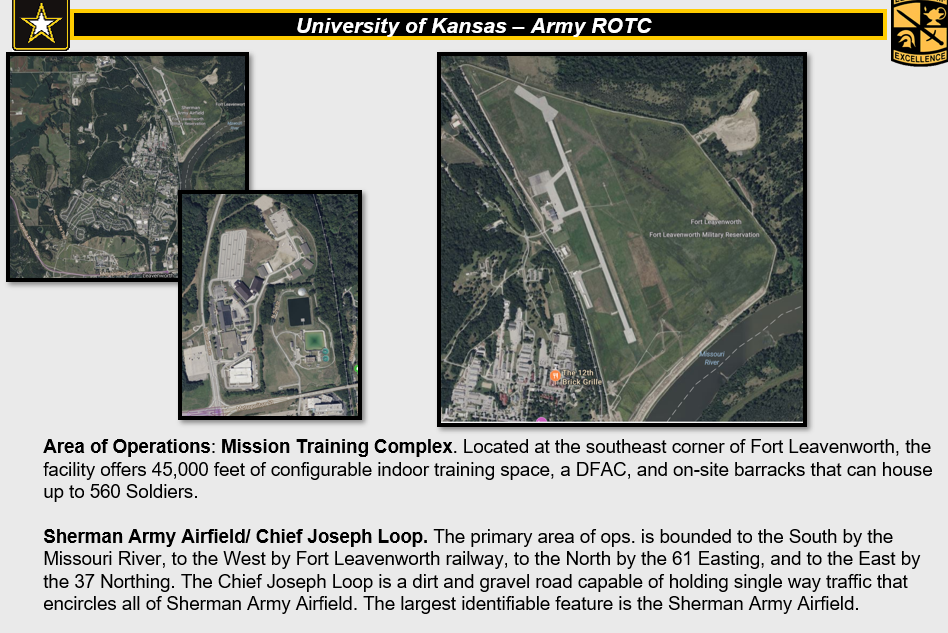 University of Kansas – Army ROTC
EXCELLENCE
Sherman
Army Airfield
Fort Leavenworth
Leavenworth
Fort Leavenworth
Fort Leavenworth Military Reservation
Missouri
River
The 12th
Brick Grille
Area of Operations: Mission Training Complex. Located at the southeast corner of Fort Leavenworth, the
facility offers 45,000 feet of configurable indoor training space, a DFAC, and on-site barracks that can house
up to 560 Soldiers.
Sherman Army Airfield/ Chief Joseph Loop. The primary area of ops. is bounded to the South by the
Missouri River, to the West by Fort Leavenworth railway, to the North by the 61 Easting, and to the East by
the 37 Northing. The Chief Joseph Loop is a dirt and gravel road capable of holding single way traffic that
encircles all of Sherman Army Airfield. The largest identifiable feature is the Sherman Army Airfield.